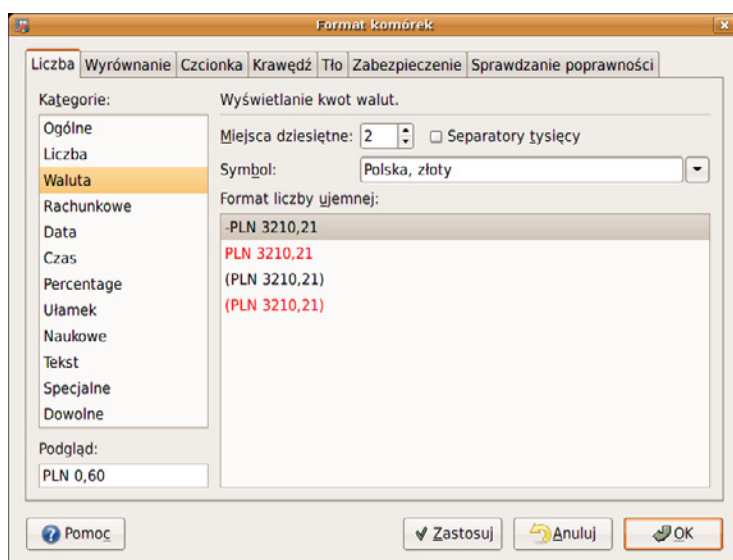 Format komórek
Liczba Wyrównanie Czcionka Krawędź Tło Zabezpieczenie Sprawdzanie poprawności
Kategorie:
Ogólne
Liczba
Waluta
Rachunkowe
Data
Czas
Percentage
Ułamek
Naukowe
Tekst
Specjalne
Dowolne
Podgląd:
PLN 0,60
Wyświetlanie kwot walut.
Miejsca dziesiętne: 2 Separatory tysięcy
Symbol: Polska, złoty
Format liczby ujemnej:
-PLN 3210,21
PLN 3210,21
(PLN 3210,21)
(PLN 3210,21)
Pomoc Zastosuj Anuluj OK